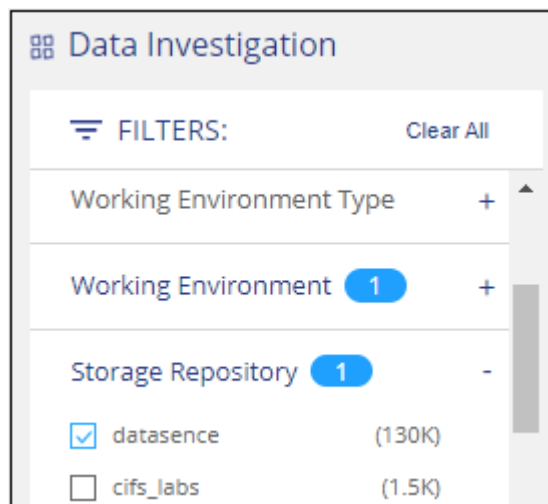 Data Investigation
FILTERS: Clear All
Working Environment Type +
Working Environment 1 +
Storage Repository 1 -
datasence (130K)
cifs_labs (1.5K)